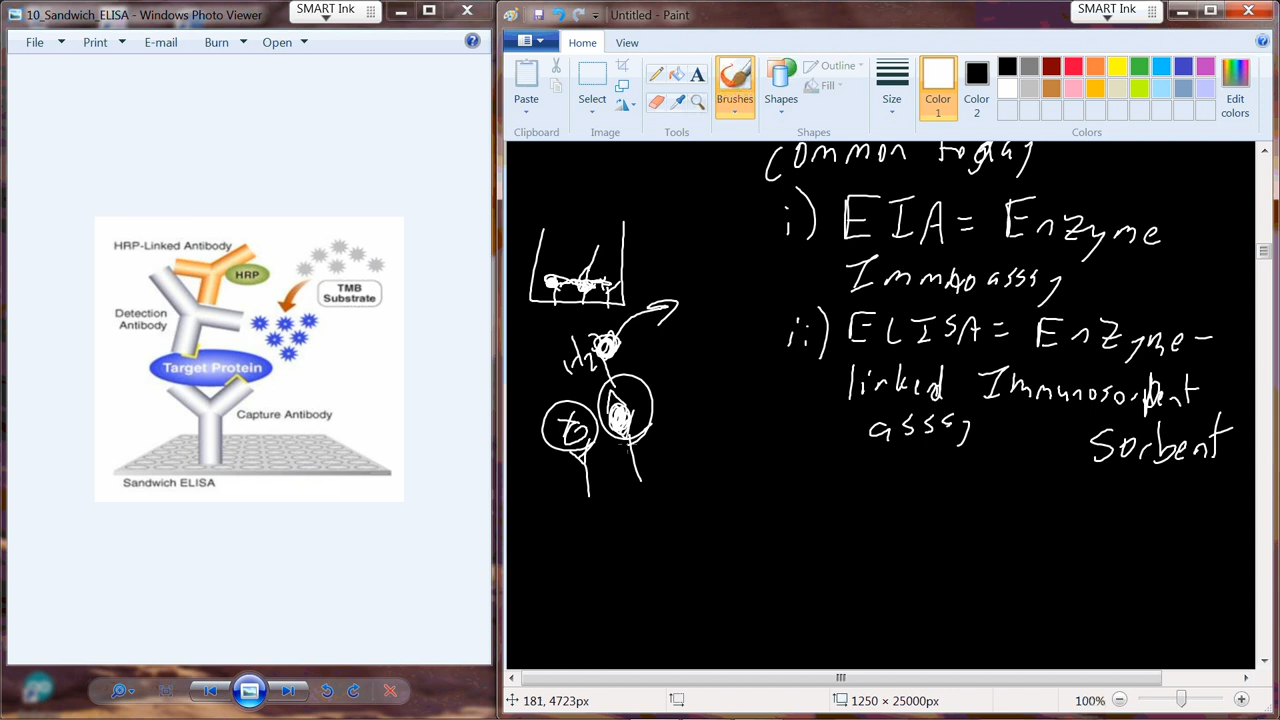 10_Sandwich_ELISA - Windows Photo Viewer
SMART Ink
File Print E-mail Burn Open
HRP-Linked Antibody
HRP
TMB
Substrate
Detection
Antibody
Target Protein
Capture Antibody
Sandwich ELISA
Untitled - Paint
SMART Ink
Home View
Paste
Select
A
Brushes
Shapes
Outline
Fill
Size
Color
1
Color
2
Edit
colors
Clipboard Image Tools Shapes Colors
Common today
i) EIA = Enzyme
ii) ELISA = Enzyme-
linked Immunosorbent
assay
Sorbent
181, 4723px
1250 × 25000px
100%